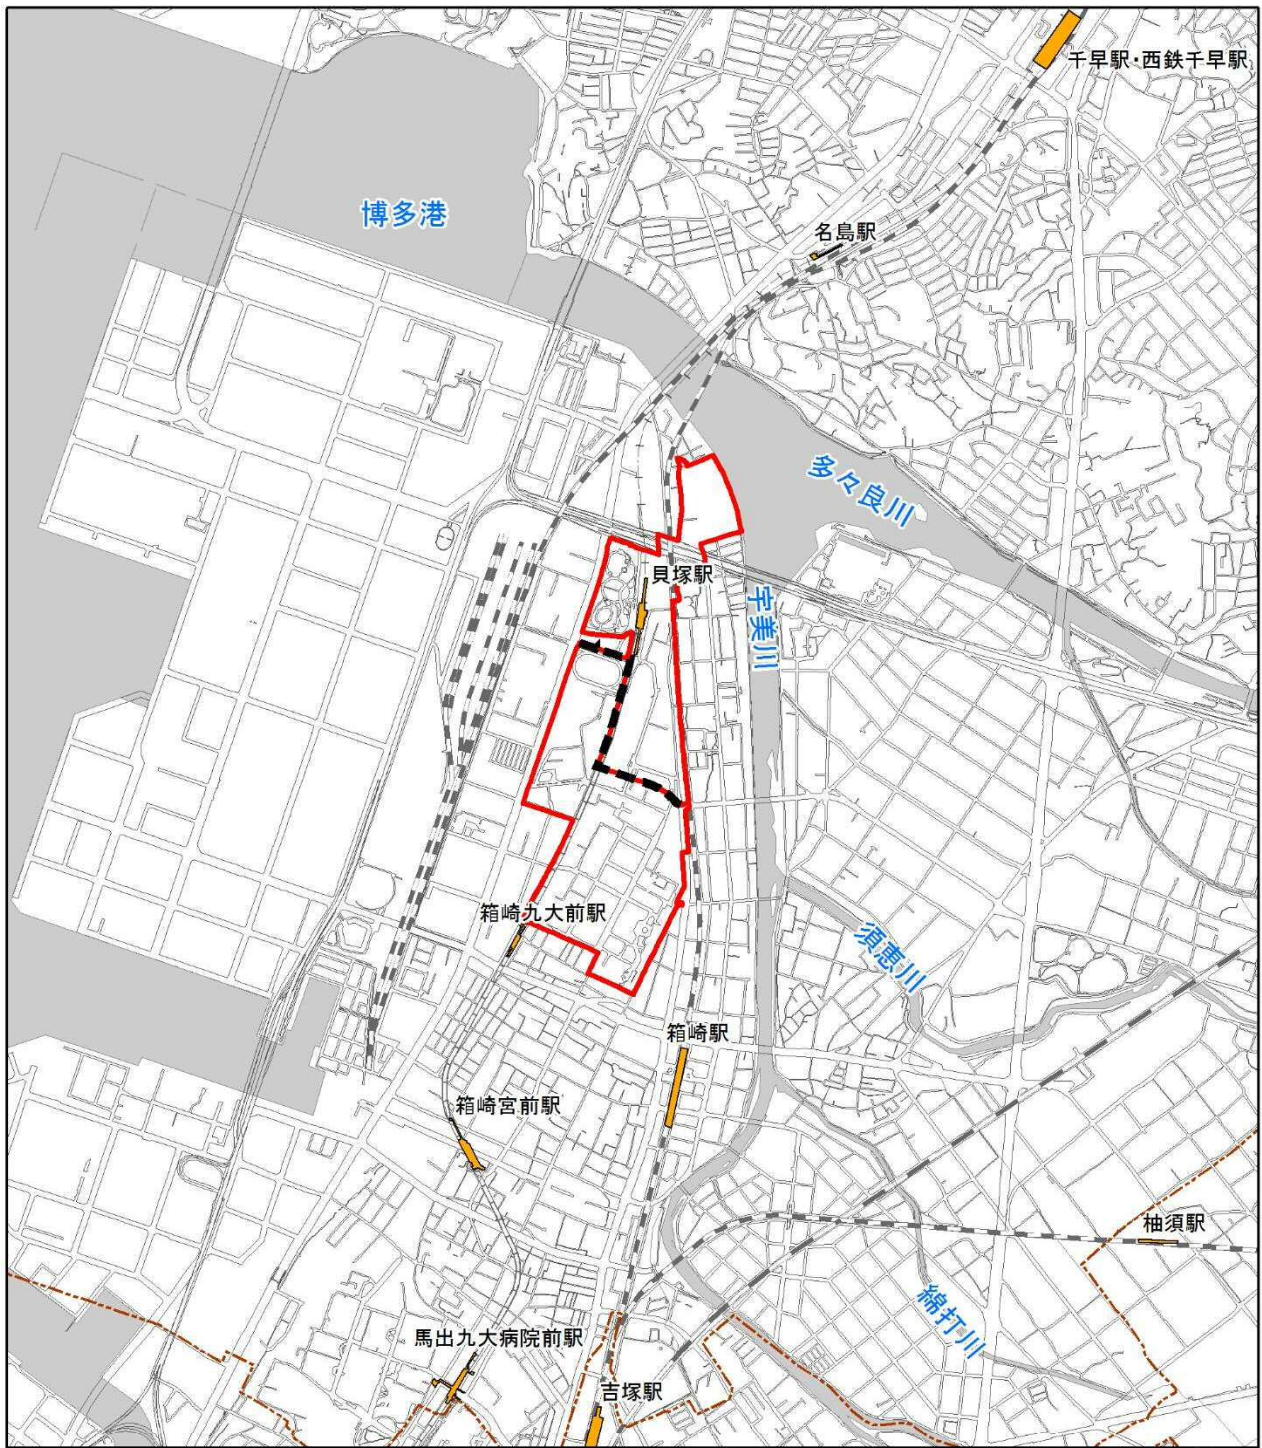 千早駅・西鉄千早駅
博多港
名島駅
多々良川
貝塚駅
宇美川
箱崎九大前駅
須恵川
箱崎駅
箱崎宮前駅
柚須駅
綿打川
馬出九大病院前駅
吉塚駅